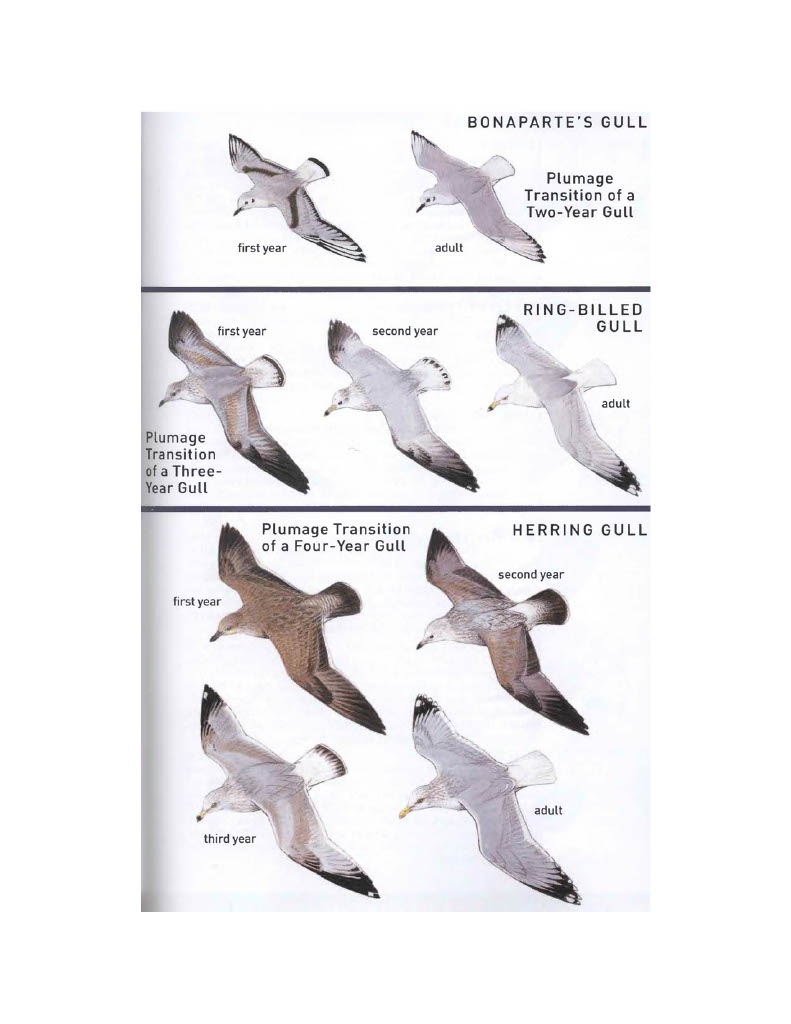 BONAPARTE'S GULL
Plumage
Transition of a
Two-Year Gull
first year
adult
RING-BILLED
GULL
first year
second year
adult
Plumage
Transition
of a Three-
Year Gull
Plumage Transition
of a Four-Year Gull
HERRING GULL
first year
second year
third year
adult